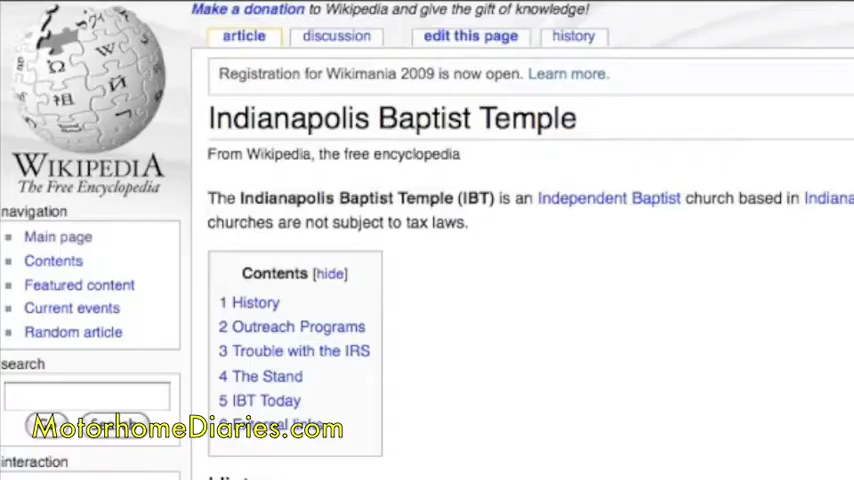 Make a donation to Wikipedia and give the gift of knowledge!
article discussion edit this page history
Registration for Wikimania 2009 is now open. Learn more.
Indianapolis Baptist Temple
From Wikipedia, the free encyclopedia
The Indianapolis Baptist Temple (IBT) is an Independent Baptist church based in Indiana
churches are not subject to tax laws.
WIKIPEDIA
The Free Encyclopedia
navigation
Main page
Contents
Featured content
Current events
Random article
search
interaction
Contents [hide]
1 History
2 Outreach Programs
3 Trouble with the IRS
4 The Stand
5 IBT Today
MotorhomeDiaries.com